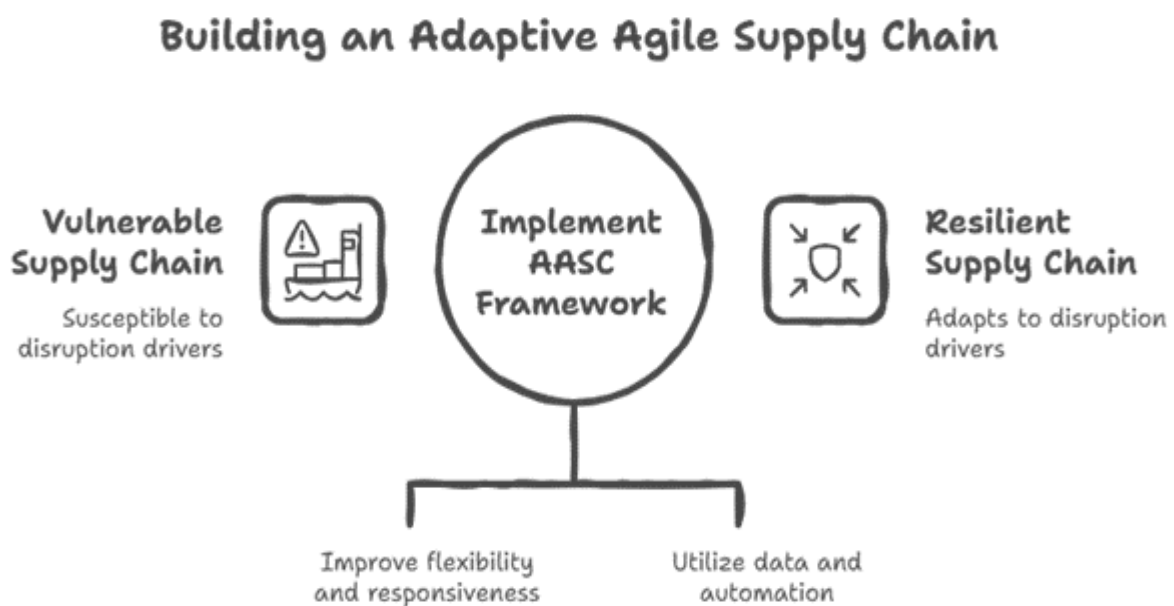 Building an Adaptive Agile Supply Chain
Vulnerable
Supply Chain
Susceptible to
disruption drivers
Implement
AASC
Framework
Resilient
Supply Chain
Adapts to disruption
drivers
Improve flexibility
and responsiveness
Utilize data and
automation